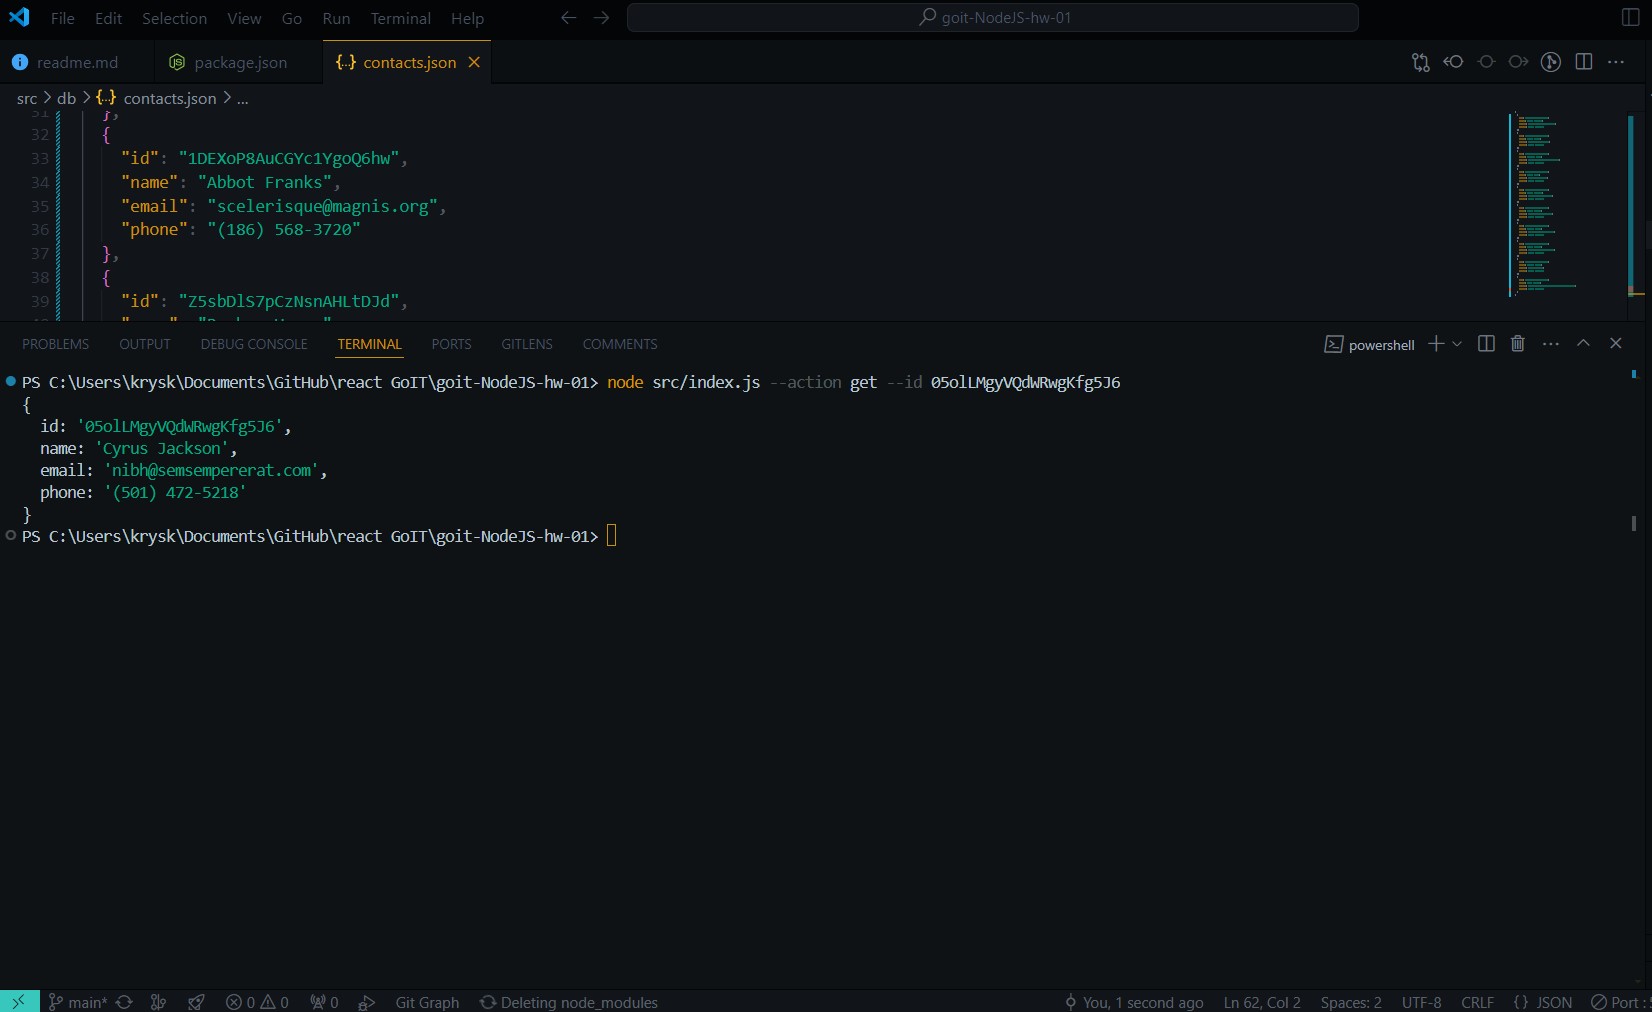 File Edit Selection View Go Run Terminal Help goit-NodeJS-hw-01
readme.md package.json {..} contacts.json
src > db > {..} contacts.json > ...
31 },
32 {
33 "id": "1DEXoP8AuCGYc1YgoQ6hw",
34 "name": "Abbot Franks",
35 "email": "scelerisque@magnis.org",
36 "phone": "(186) 568-3720"
37 },
38 {
39 "id": "Z5sbDlS7pCzNsnAHLtDJd",
PROBLEMS OUTPUT DEBUG CONSOLE TERMINAL PORTS GITLENS COMMENTS powershell
PS C:\Users\krysk\Documents\GitHub\react GoIT\goit-NodeJS-hw-01> node src/index.js --action get --id 05olLMgyVQdWRwgKfg5J6
{
id: '05olLMgyVQdWRwgKfg5J6',
name: 'Cyrus Jackson',
email: 'nibh@semsempererat.com',
phone: '(501) 472-5218'
}
PS C:\Users\krysk\Documents\GitHub\react GoIT\goit-NodeJS-hw-01>
main* 0 0 0 Git Graph Deleting node_modules You, 1 second ago Ln 62, Col 2 Spaces: 2 UTF-8 CRLF {} JSON Port :